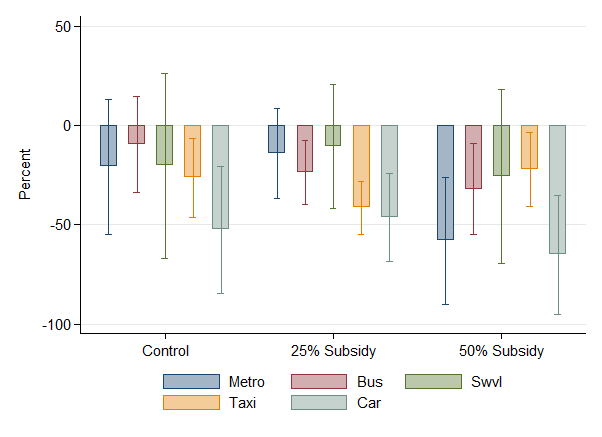 50
0
-50
-100
Percent
Control 25% Subsidy 50% Subsidy
Metro Bus Swvl
Taxi Car